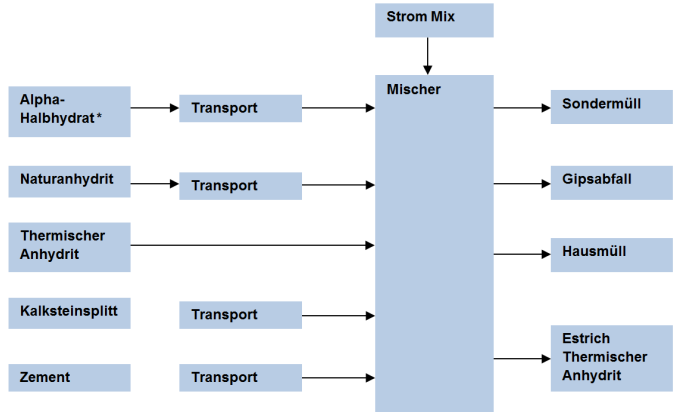 Strom Mix
Mischer
Alpha-
Halbhydrat*
Transport
Sondermüll
Naturanhydrit
Transport
Gipsabfall
Thermischer
Anhydrit
Hausmüll
Kalksteinsplitt
Transport
Estrich
Thermischer
Anhydrit
Zement
Transport